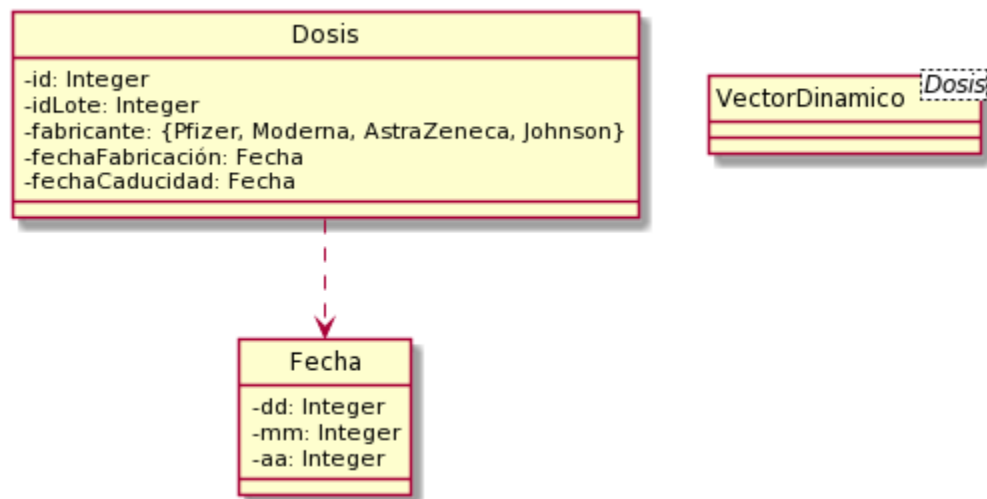 Dosis
-id: Integer
-idLote: Integer
-fabricante: {Pfizer, Moderna, AstraZeneca, Johnson}
-fechaFabricación: Fecha
-fechaCaducidad: Fecha
VectorDinamico
Dosis
Fecha
-dd: Integer
-mm: Integer
-aa: Integer